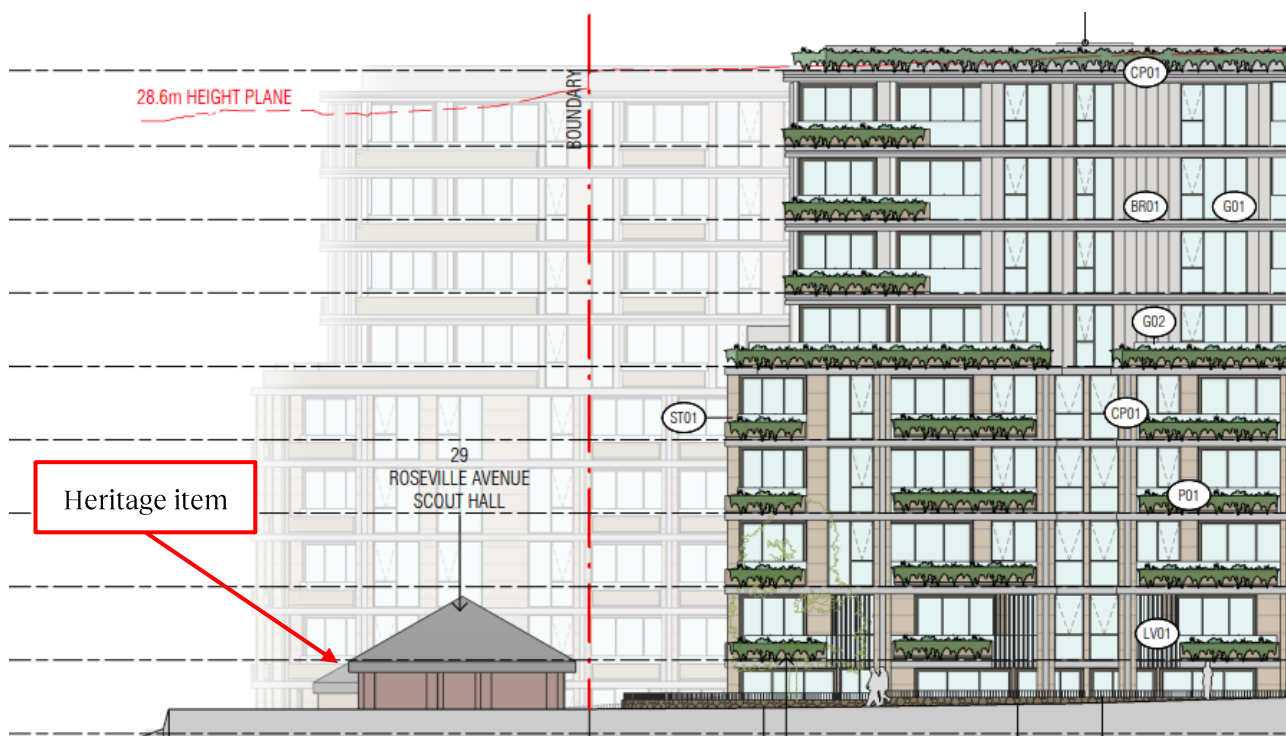 28.6m HEIGHT PLANE
BOUNDARY
CP01
BR01
G01
G02
ST01
CP01
29
ROSEVILLE AVENUE
SCOUT HALL
Heritage item
P01
LV01